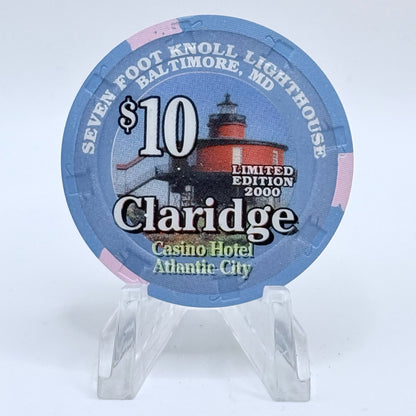 SEVEN FOOT KNOLL LIGHTHOUSE
BALTIMORE, MD
$10
LIMITED
EDITION
2000
Claridge
Casino Hotel
Atlantic City